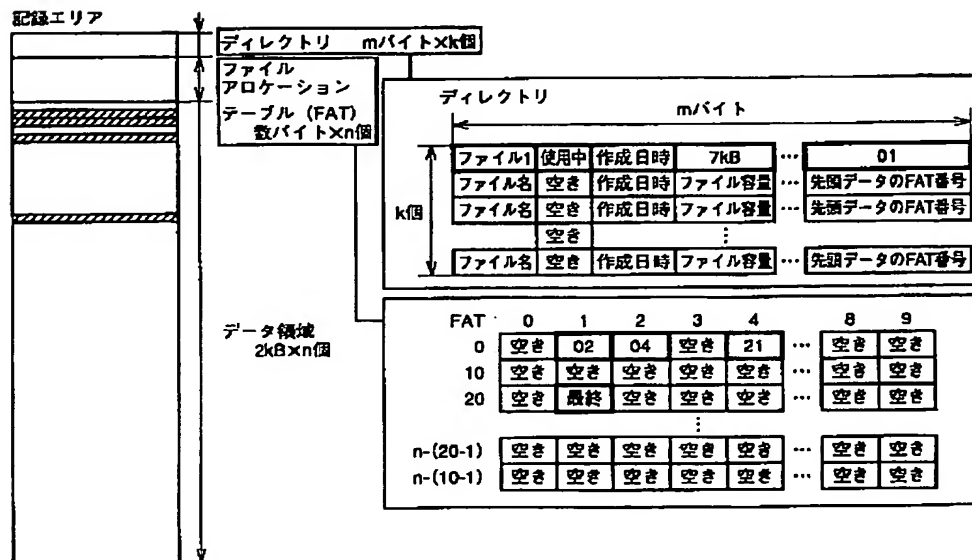 記録エリア
ディレクトリ mバイト×k個
ファイル
アロケーション
テーブル (FAT)
数バイト×n個
データ領域
2kB×n個
ディレクトリ
mバイト
k個
ファイル1 使用中 作成日時 7kB … 01
ファイル名 空き 作成日時 ファイル容量 … 先頭データのFAT番号
ファイル名 空き 作成日時 ファイル容量 … 先頭データのFAT番号
空き ⋮
ファイル名 空き 作成日時 ファイル容量 … 先頭データのFAT番号
FAT 0 1 2 3 4 8 9
0 空き 02 04 空き 21 … 空き 空き
10 空き 空き 空き 空き 空き … 空き 空き
20 空き 最終 空き 空き 空き … 空き 空き
⋮
n-(20-1) 空き 空き 空き 空き 空き … 空き 空き
n-(10-1) 空き 空き 空き 空き 空き … 空き 空き